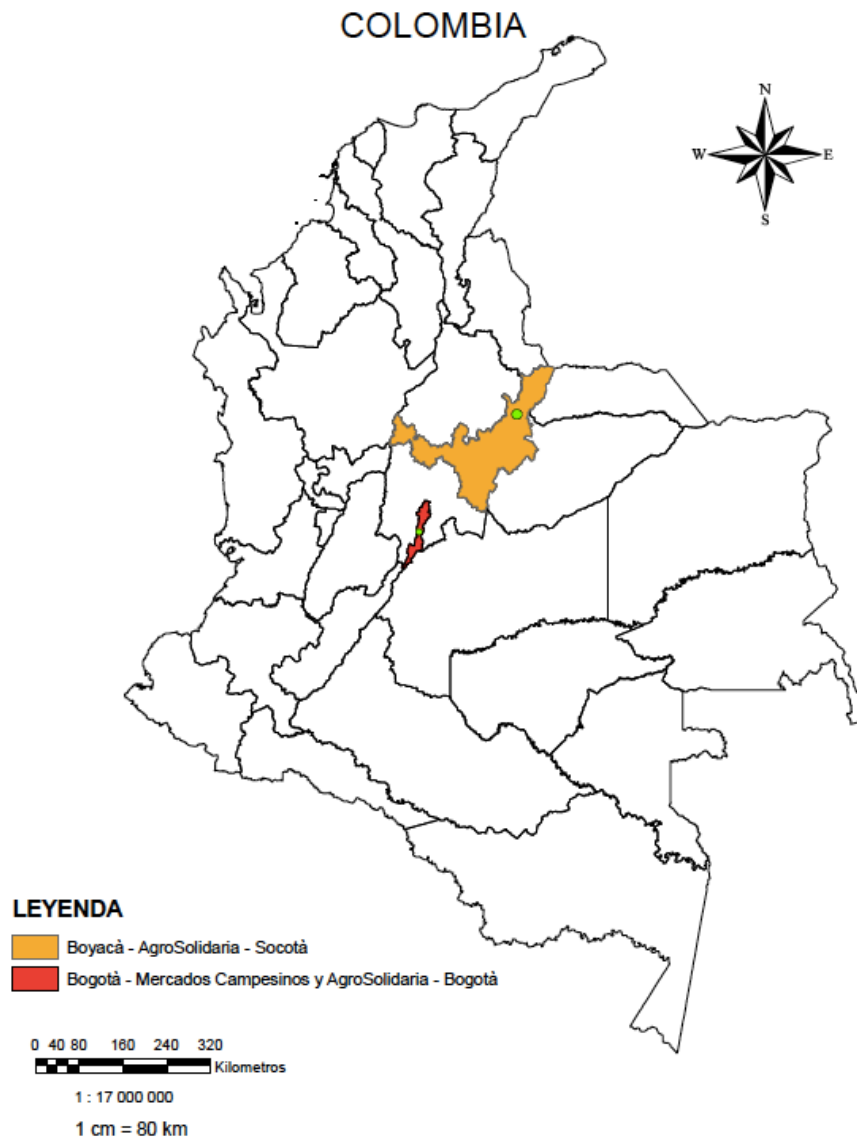 COLOMBIA
N
W E
S
LEYENDA
Boyacà - AgroSolidaria - Socotà
Bogotà - Mercados Campesinos y AgroSolidaria - Bogotà
0 40 80 160 240 320
Kilometros
1 : 17 000 000
1 cm = 80 km